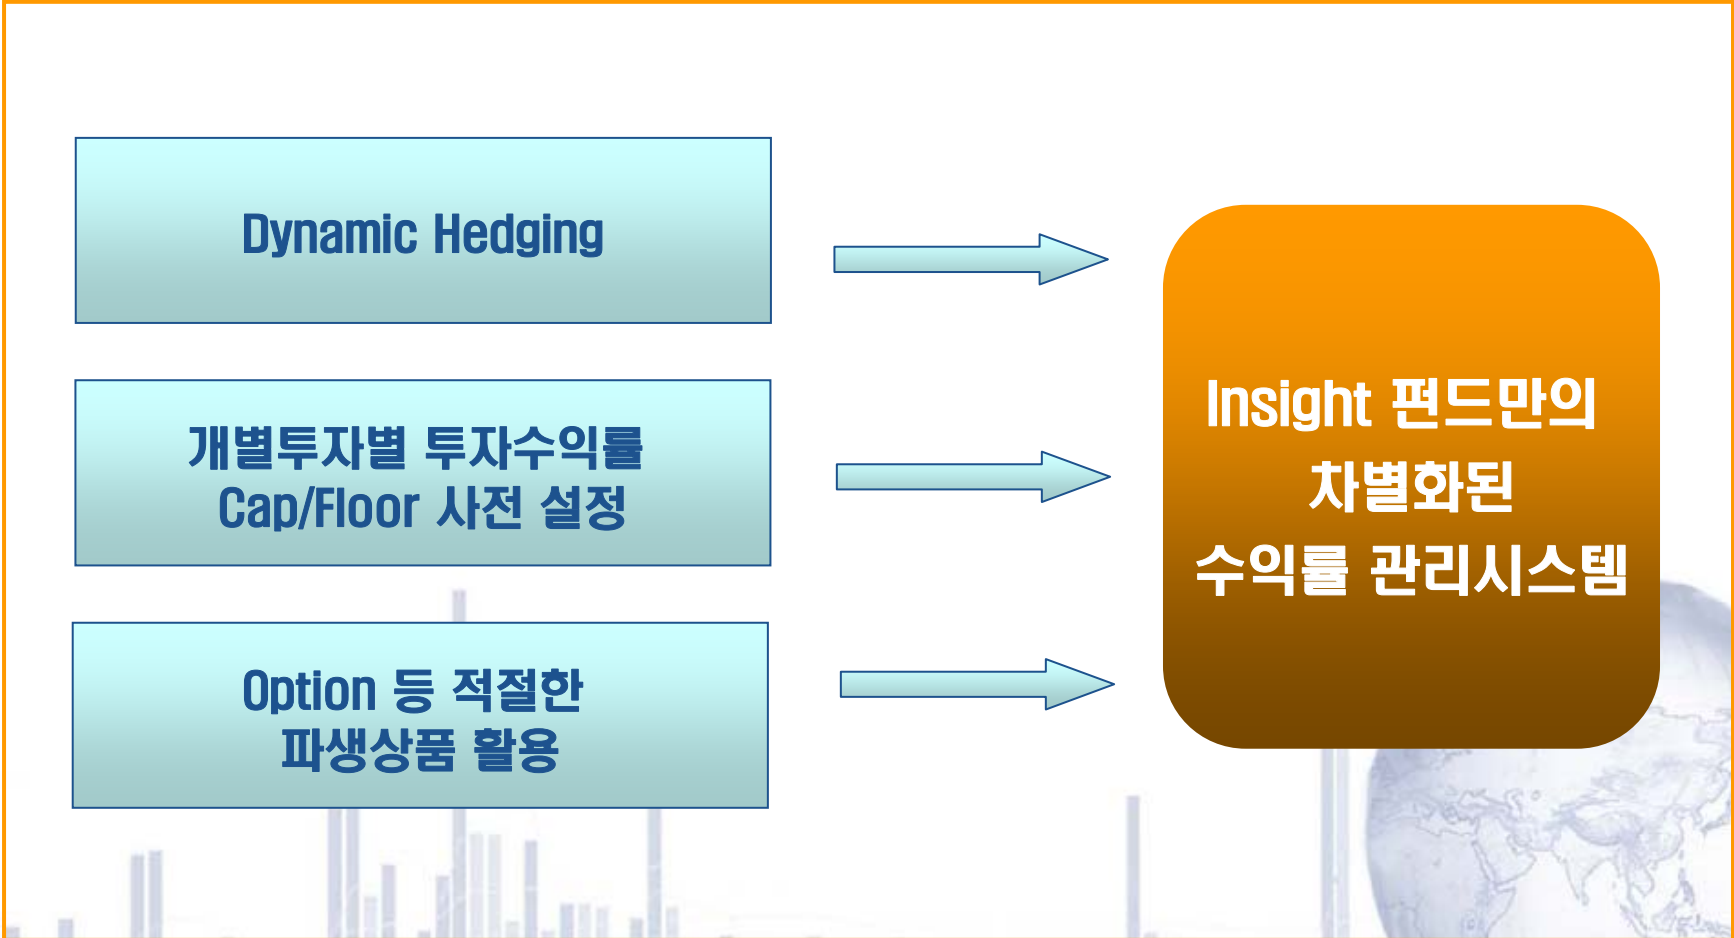 Dynamic Hedging
개별투자별 투자수익률
Cap/Floor 사전 설정
Option 등 적절한
파생상품 활용
Insight 펀드만의
차별화된
수익률 관리시스템